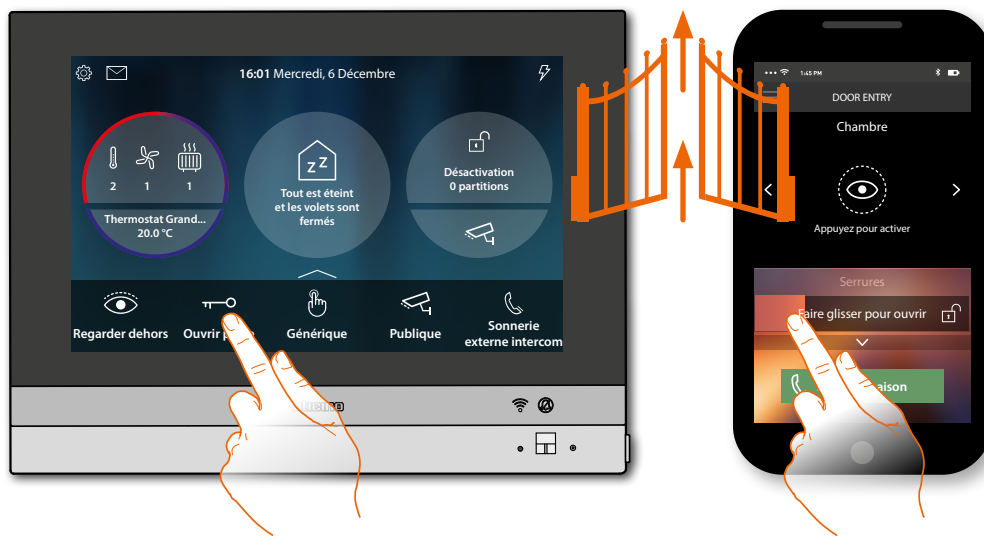 16:01 Mercredi, 6 Décembre
2 1 1
Thermostat Grand...
20.0 °C
Tout est éteint
et les volets sont
fermés
Désactivation
0 partitions
Regarder dehors
Ouvrir
Générique
Publique
Sonnerie
externe intercom
1:45 PM
DOOR ENTRY
Chambre
Appuyez pour activer
Serrures
Faire glisser pour ouvrir